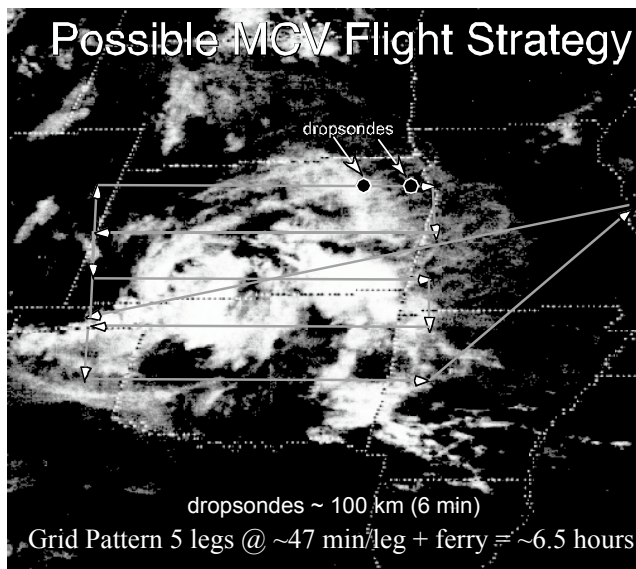 Possible MCV Flight Strategy
dropsondes
dropsondes ~ 100 km (6 min)
Grid Pattern 5 legs @ ~47 min/leg + ferry = ~6.5 hours